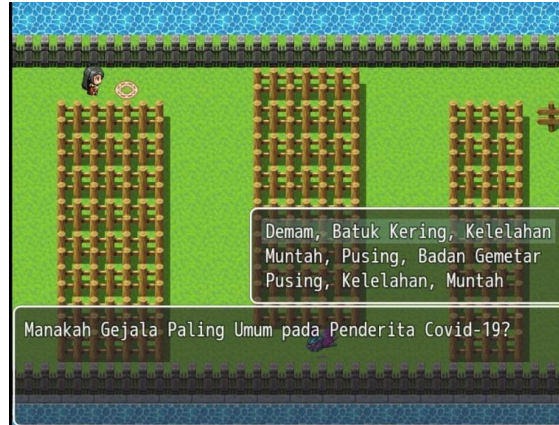 Demam, Batuk Kering, Kelelahan
Muntah, Pusing, Badan Gemetar
Pusing, Kelelahan, Muntah
Manakah Gejala Paling Umum pada Penderita Covid-19?